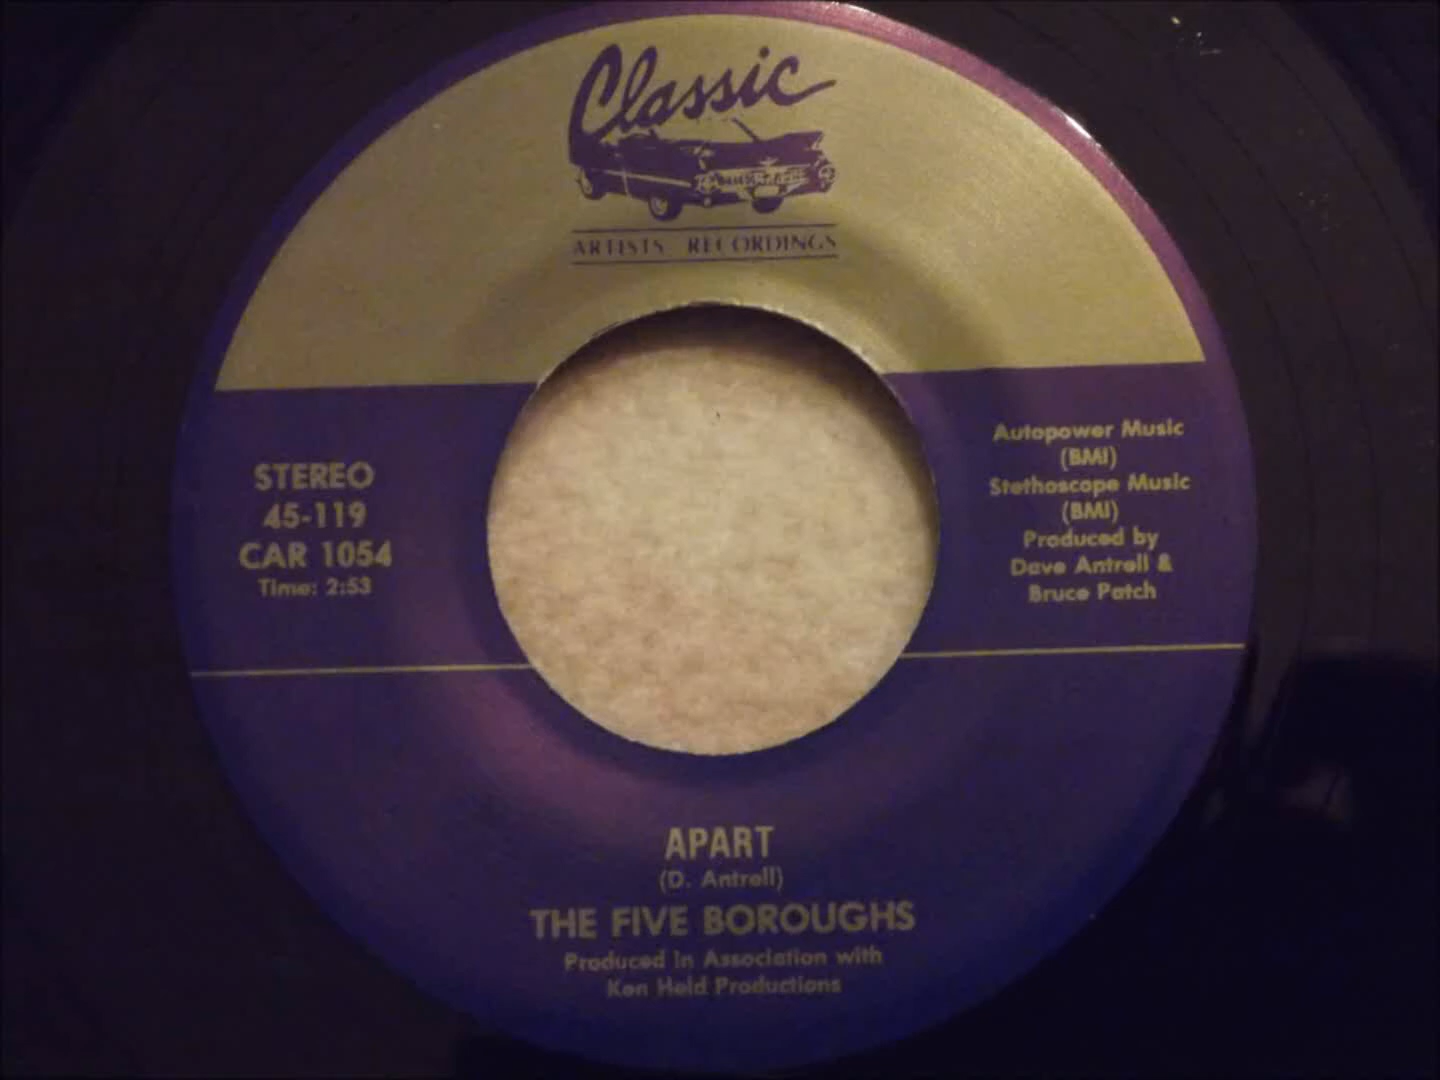 Classic
ARTISTS RECORDINGS
STEREO
45-119
CAR 1054
Time: 2:53
Autopower Music
(BMI)
Stethoscope Music
(BMI)
Produced by
Dave Antrell &
Bruce Patch
APART
(D. Antrell)
THE FIVE BOROUGHS
Produced in Association with
Ken Held Productions